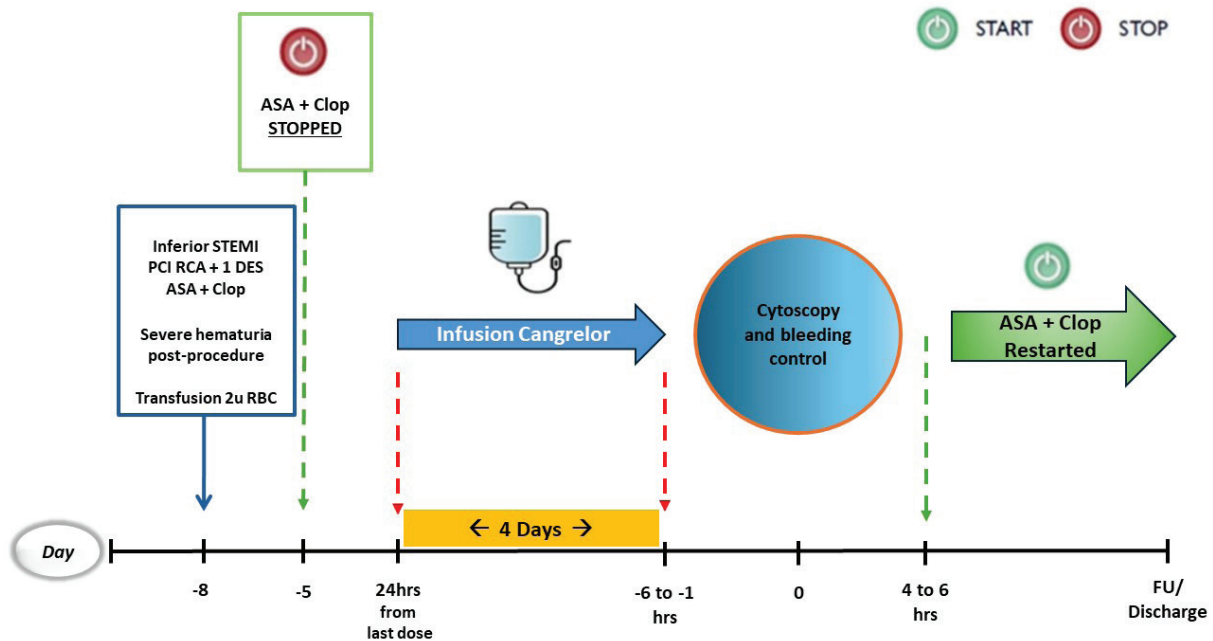 START
STOP
ASA + Clop
STOPPED
Inferior STEMI
PCI RCA + 1 DES
ASA + Clop
Severe hematuria
post-procedure
Transfusion 2u RBC
Infusion Cangrelor
Cytoscopy
and bleeding
control
ASA + Clop
Restarted
← 4 Days →
Day
-8
-5
24hrs
from
last dose
-6 to -1
hrs
0
4 to 6
hrs
FU/
Discharge